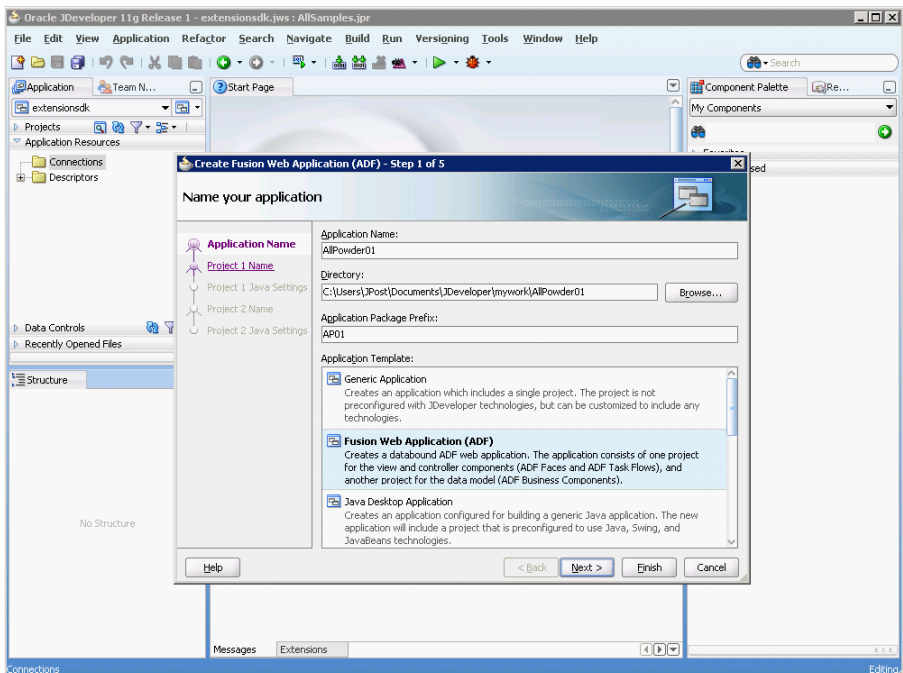 Oracle JDeveloper 11g Release 1 - extensionsdk.jws : AllSamples.jpr
File Edit View Application Refactor Search Navigate Build Run Versioning Tools Window Help
Search
Application
Team N...
Start Page
Component Palette
Re...
extensionsdk
My Components
Projects
Application Resources
Connections
Descriptors
Data Controls
Recently Opened Files
Structure
No Structure
Create Fusion Web Application (ADF) - Step 1 of 5
Name your application
Application Name
Project 1 Name
Project 1 Java Settings
Project 2 Name
Project 2 Java Settings
Application Name:
AllPowder01
Directory:
C:\Users\JPost\Documents\JDeveloper\mywork\AllPowder01
Browse...
Application Package Prefix:
AP01
Application Template:
Generic Application
Creates an application which includes a single project. The project is not
preconfigured with JDeveloper technologies, but can be customized to include any
technologies.
Fusion Web Application (ADF)
Creates a databound ADF web application. The application consists of one project
for the view and controller components (ADF Faces and ADF Task Flows), and
another project for the data model (ADF Business Components).
Java Desktop Application
Creates an application configured for building a generic Java application. The new
application will include a project that is preconfigured to use Java, Swing, and
JavaBeans technologies.
Help
< Back
Next >
Finish
Cancel
Messages
Extensions
Connections
Editing